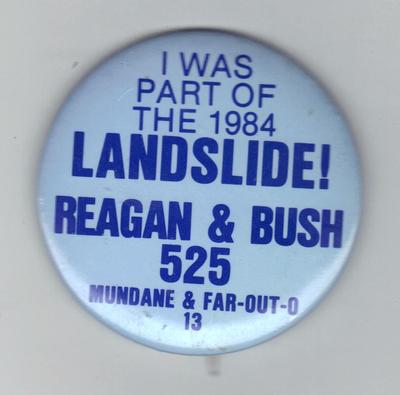 I WAS
PART OF
THE 1984
LANDSLIDE!
REAGAN & BUSH
525
MUNDANE & FAR-OUT-O
13